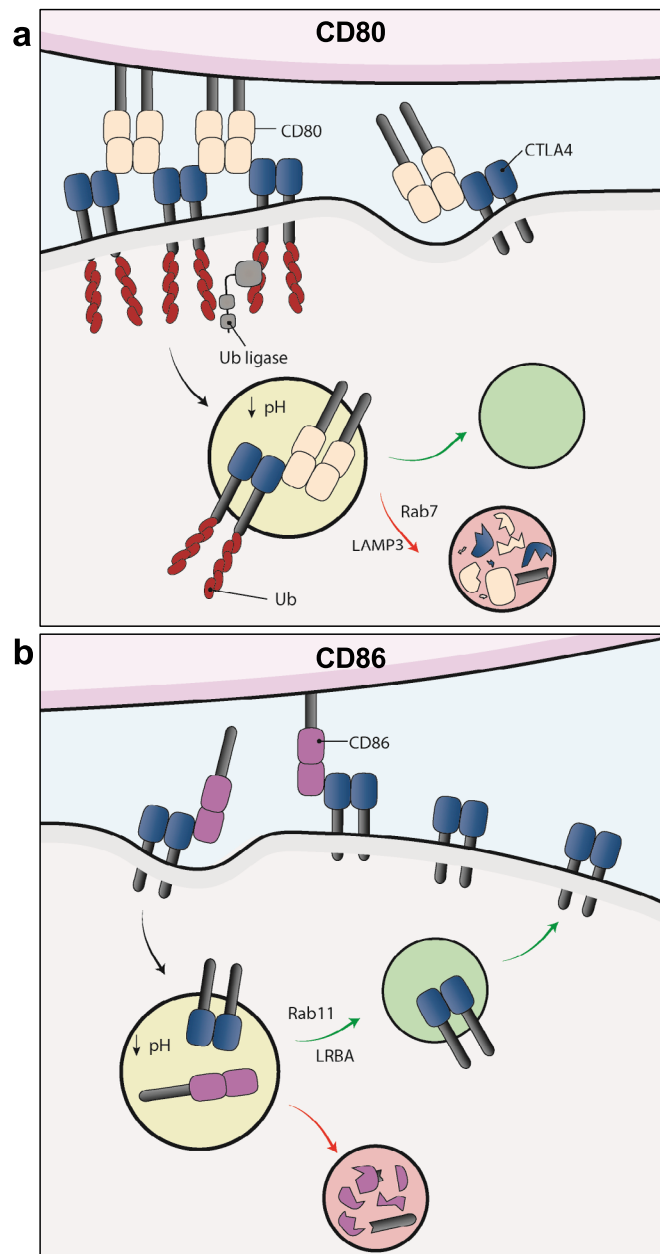 a
CD80
CD80
CTLA4
Ub ligase
↓ pH
Rab7
LAMP3
Ub
b
CD86
CD86
↓ pH
Rab11
LRBA